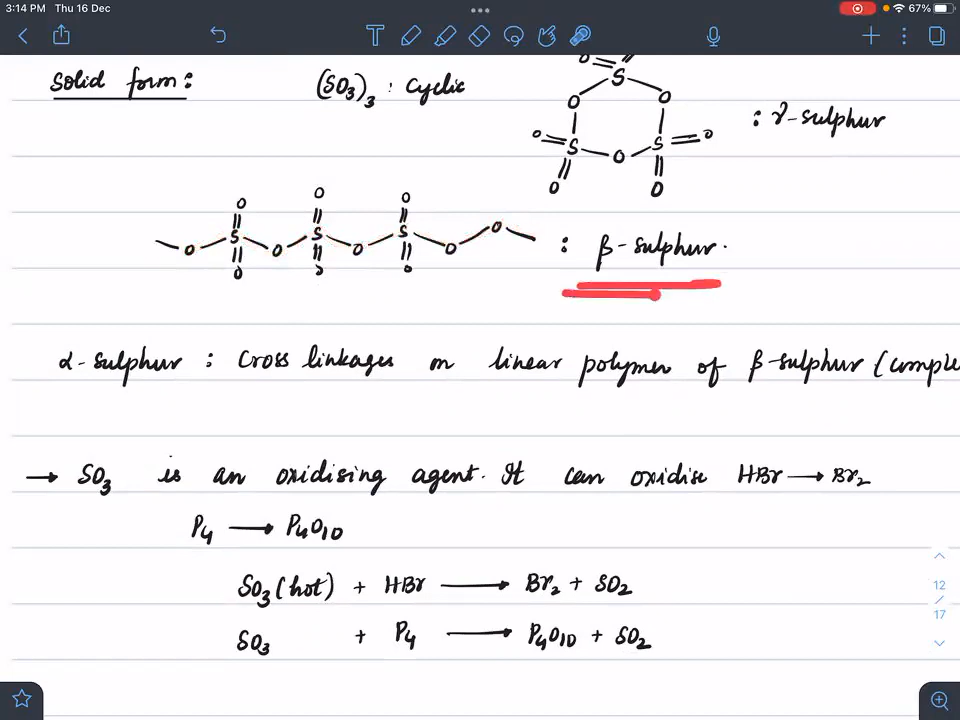 3:14 PM Thu 16 Dec
67%
Solid form :
(SO3)3 : Cyclic
O
S
O O
: γ-sulphur
O S S O
O
O O
O O O
O S O S O S O O
O O O
: β-sulphur.
α-sulphur : Cross linkages on linear polymer of β-sulphur (comple
→ SO3 is an oxidising agent. It can oxidise HBr → Br2
P4 → P4O10
SO3 (hot) + HBr → Br2 + SO2
SO3 + P4 → P4O10 + SO2
12
/
17